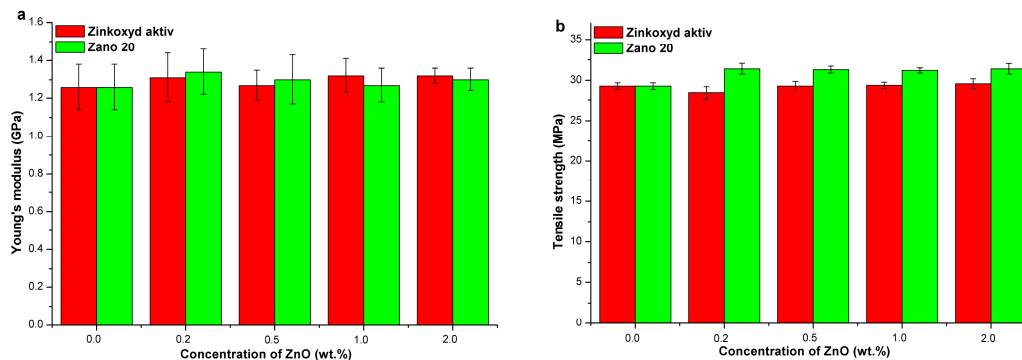 a
Zinkoxyd aktiv
Zano 20
Young's modulus (GPa)
1.6
1.4
1.2
1.0
0.8
0.6
0.4
0.2
0.0
0.0 0.2 0.5 1.0 2.0
Concentration of ZnO (wt.%)
b
Zinkoxyd aktiv
Zano 20
Tensile strength (MPa)
35
30
25
20
15
10
5
0
0.0 0.2 0.5 1.0 2.0
Concentration of ZnO (wt.%)